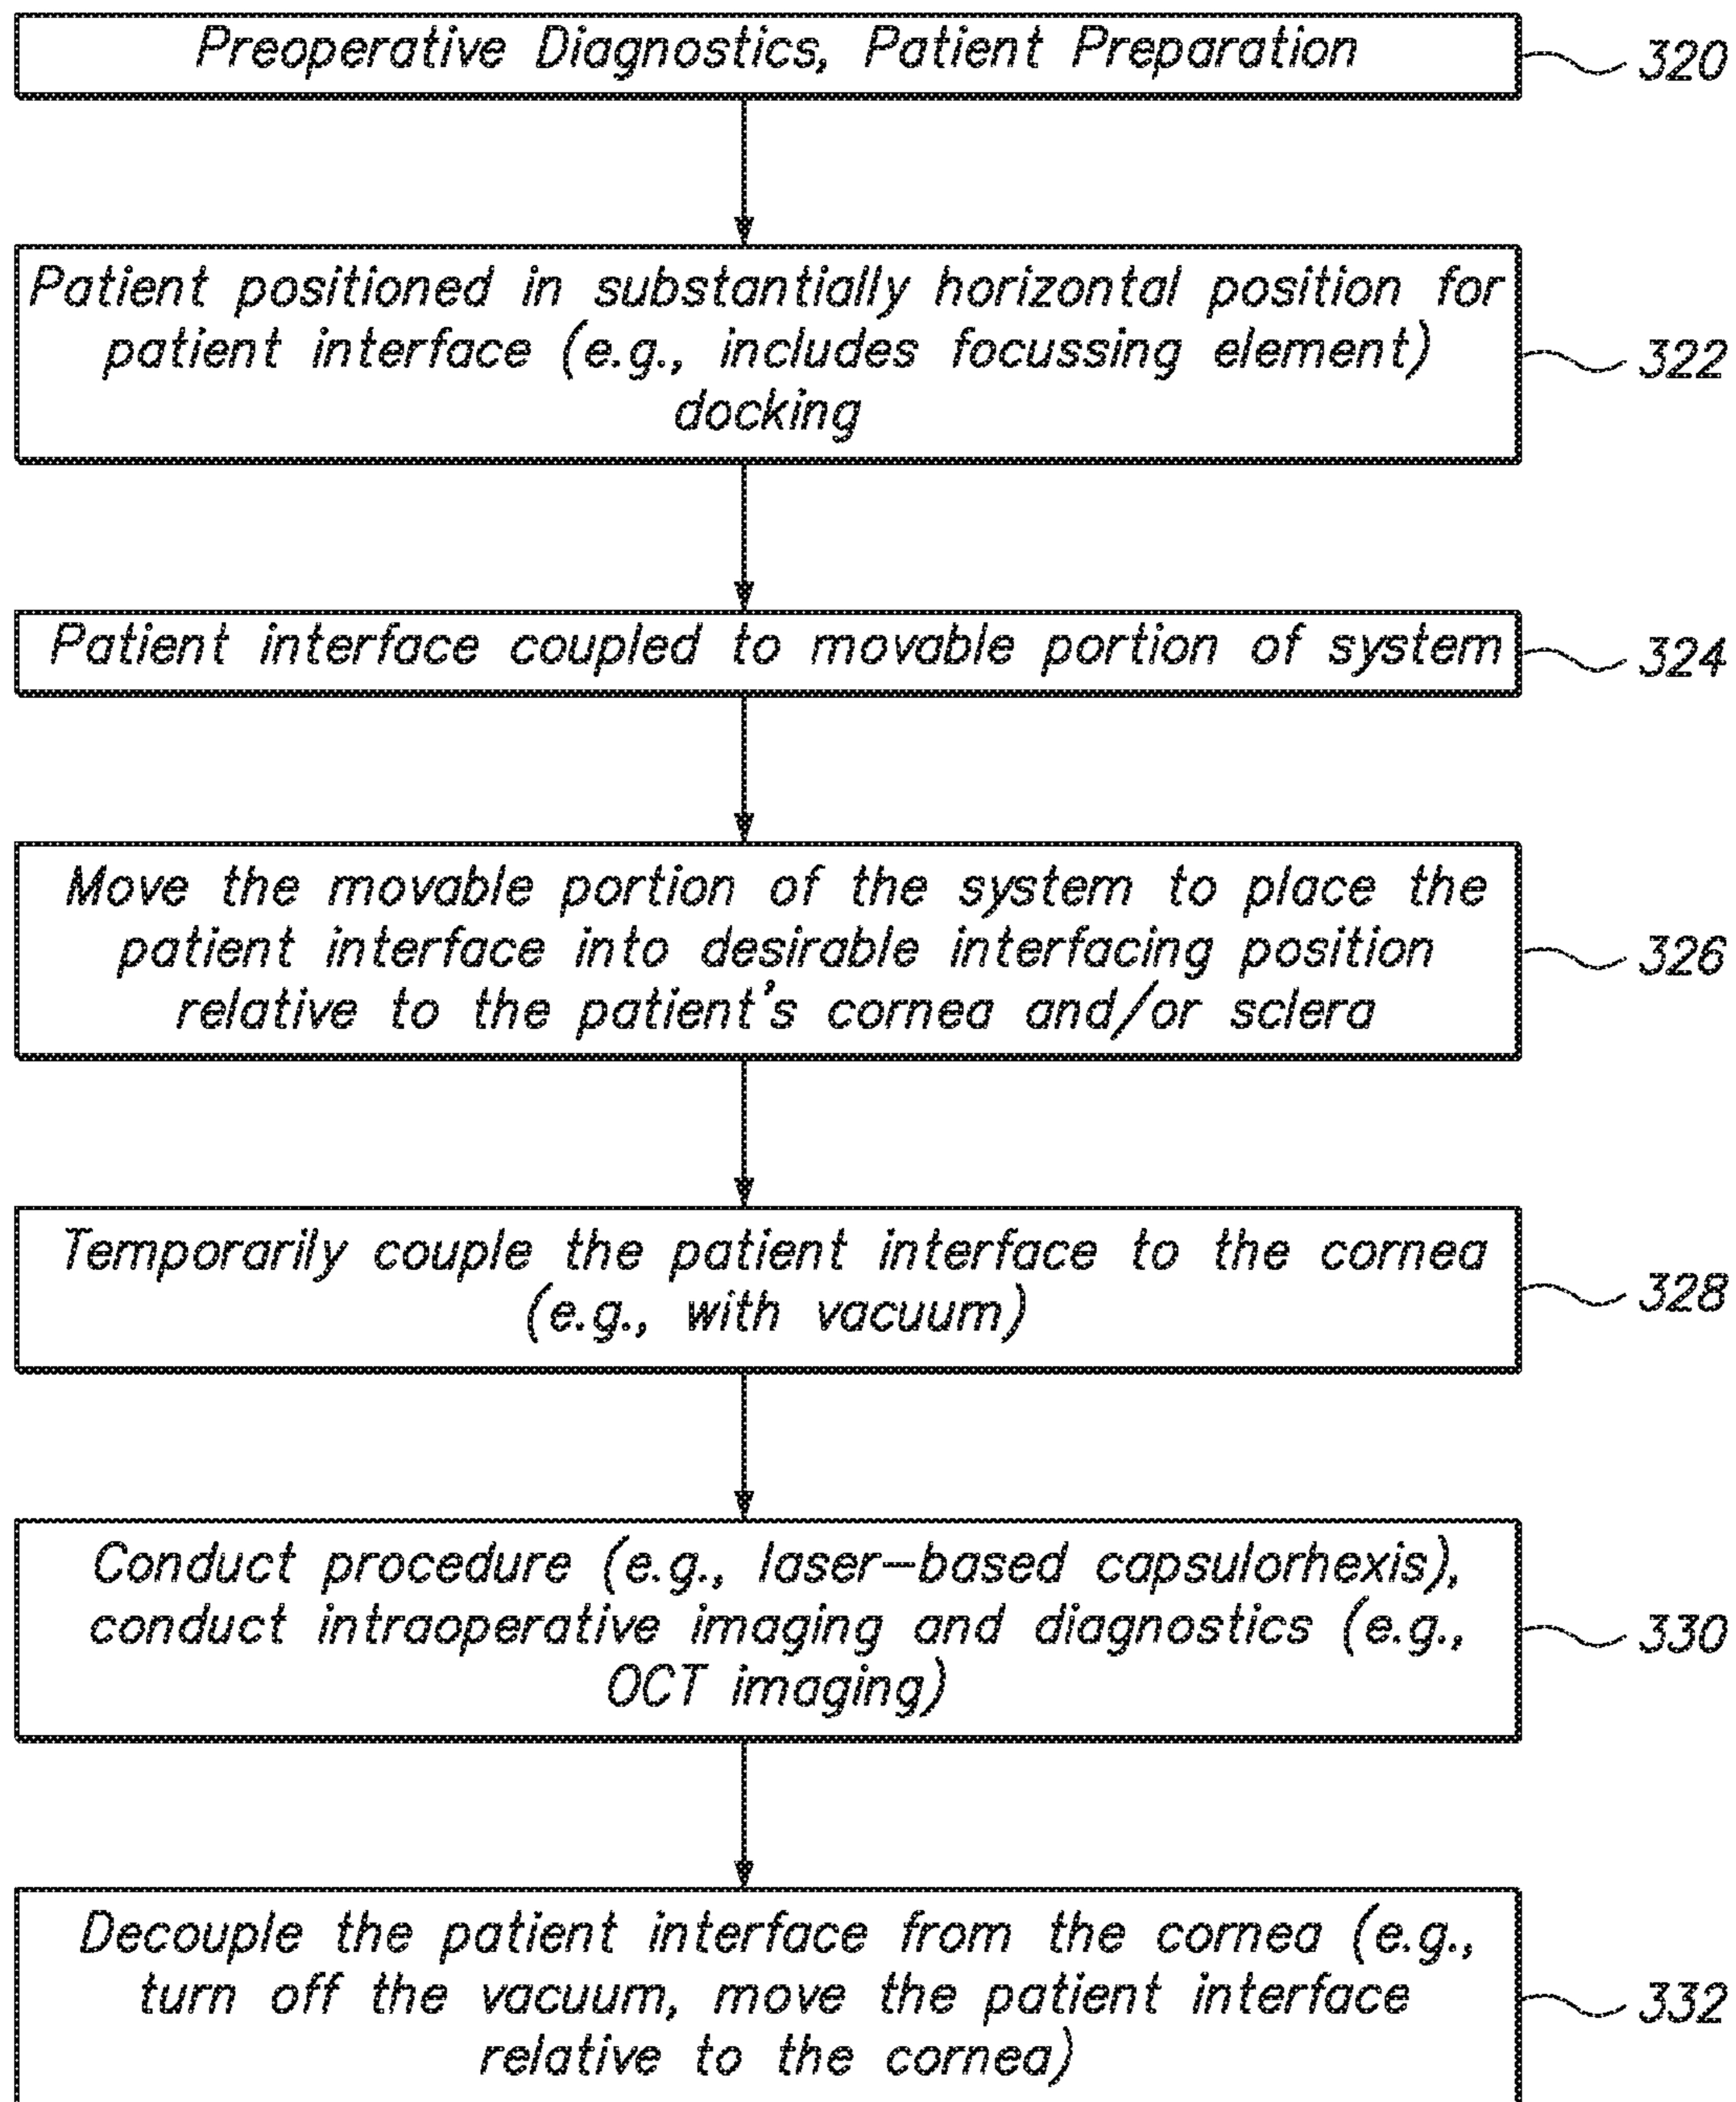 Preoperative Diagnostics, Patient Preparation
320
Patient positioned in substantially horizontal position for
patient interface (e.g., includes focussing element)
docking
322
Patient interface coupled to movable portion of system
324
Move the movable portion of the system to place the
patient interface into desirable interfacing position
relative to the patient's cornea and/or sclera
326
Temporarily couple the patient interface to the cornea
(e.g., with vacuum)
328
Conduct procedure (e.g., laser-based capsulorhexis),
conduct intraoperative imaging and diagnostics (e.g.,
OCT imaging)
330
Decouple the patient interface from the cornea (e.g.,
turn off the vacuum, move the patient interface
relative to the cornea)
332